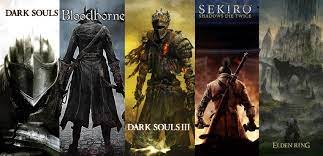 DARK SOULS
Bloodborne
DARK SOULS III
SEKIRO
SHADOWS DIE TWICE
ELDEN RING